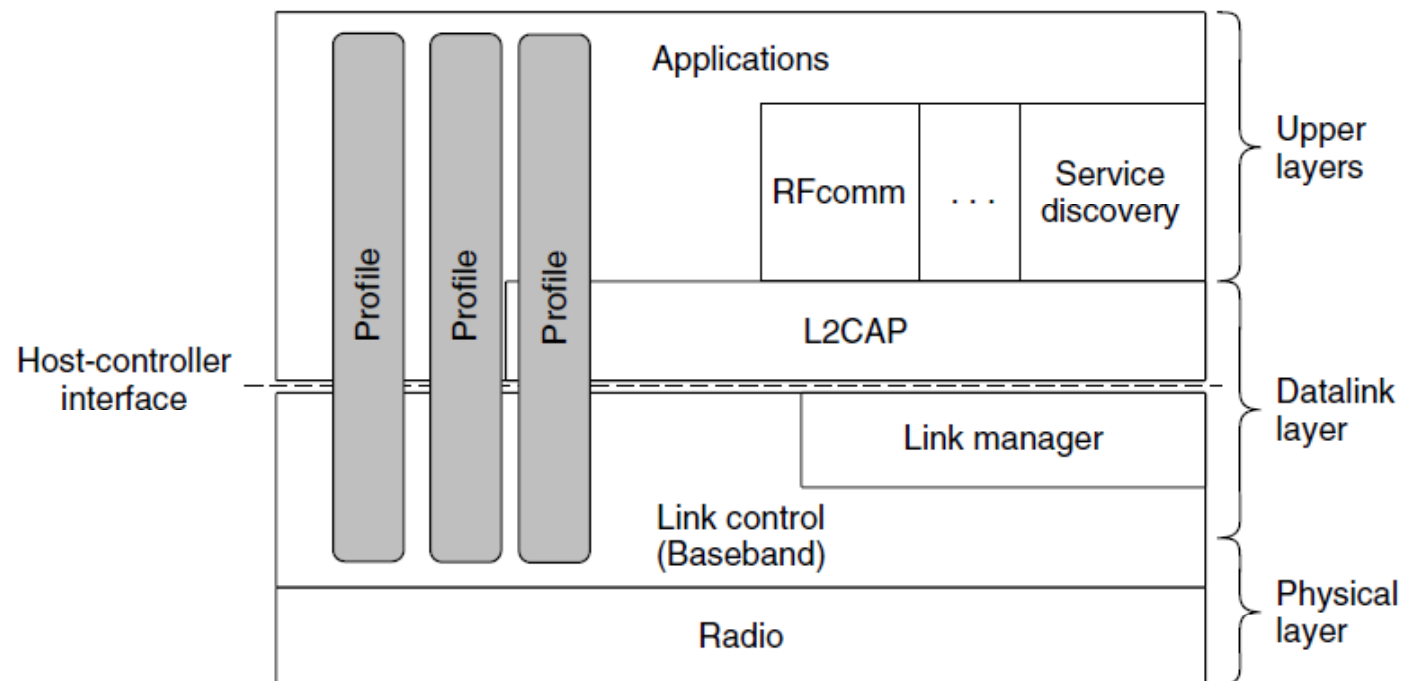 Applications
Upper
layers
RFcomm
. . .
Service
discovery
Profile
Profile
Profile
L2CAP
Host-controller
interface
Datalink
layer
Link manager
Link control
(Baseband)
Physical
layer
Radio